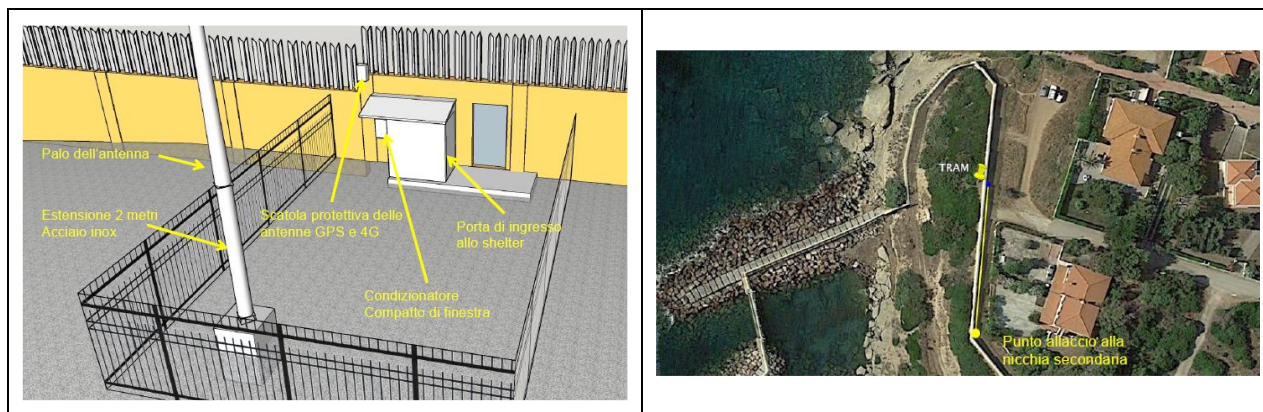 Palo dell'antenna
Estensione 2 metri
Acciaio inox
Scatola protettiva delle
antenne GPS e 4G
Porta di ingresso
allo shelter
Condizionatore
Compatto di finestra
TRAM
Punto allaccio alla
nicchia secondaria